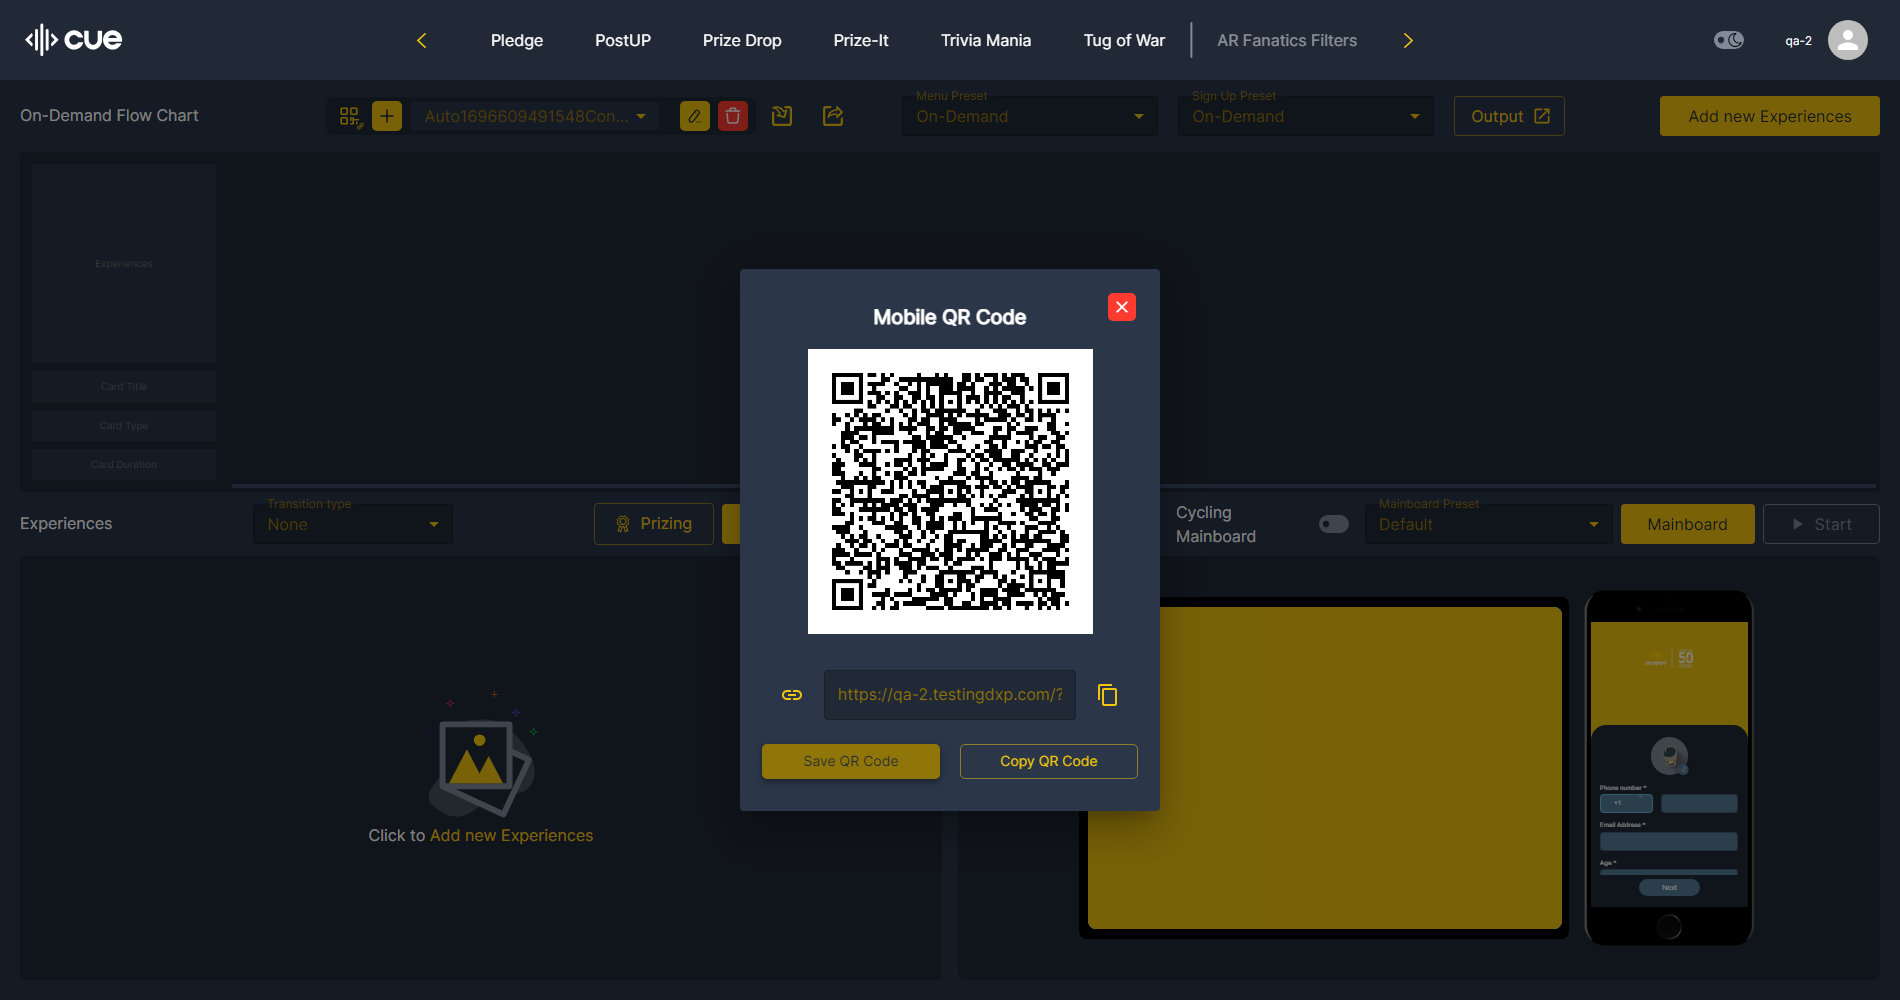 cue
Pledge
PostUP
Prize Drop
Prize-It
Trivia Mania
Tug of War
AR Fanatics Filters
qa-2
On-Demand Flow Chart
Auto1696609491548Con...
Menu Preset
On-Demand
Sign Up Preset
On-Demand
Output
Add new Experiences
Experiences
Card Title
Card Type
Card Duration
Mobile QR Code
https://qa-2.testingdxp.com/?
Save QR Code
Copy QR Code
Experiences
Transition type
None
Prizing
Cycling
Mainboard
Mainboard Preset
Default
Mainboard
Start
Click to Add new Experiences
50
Phone number *
+1
Email Address *
Age *
Next